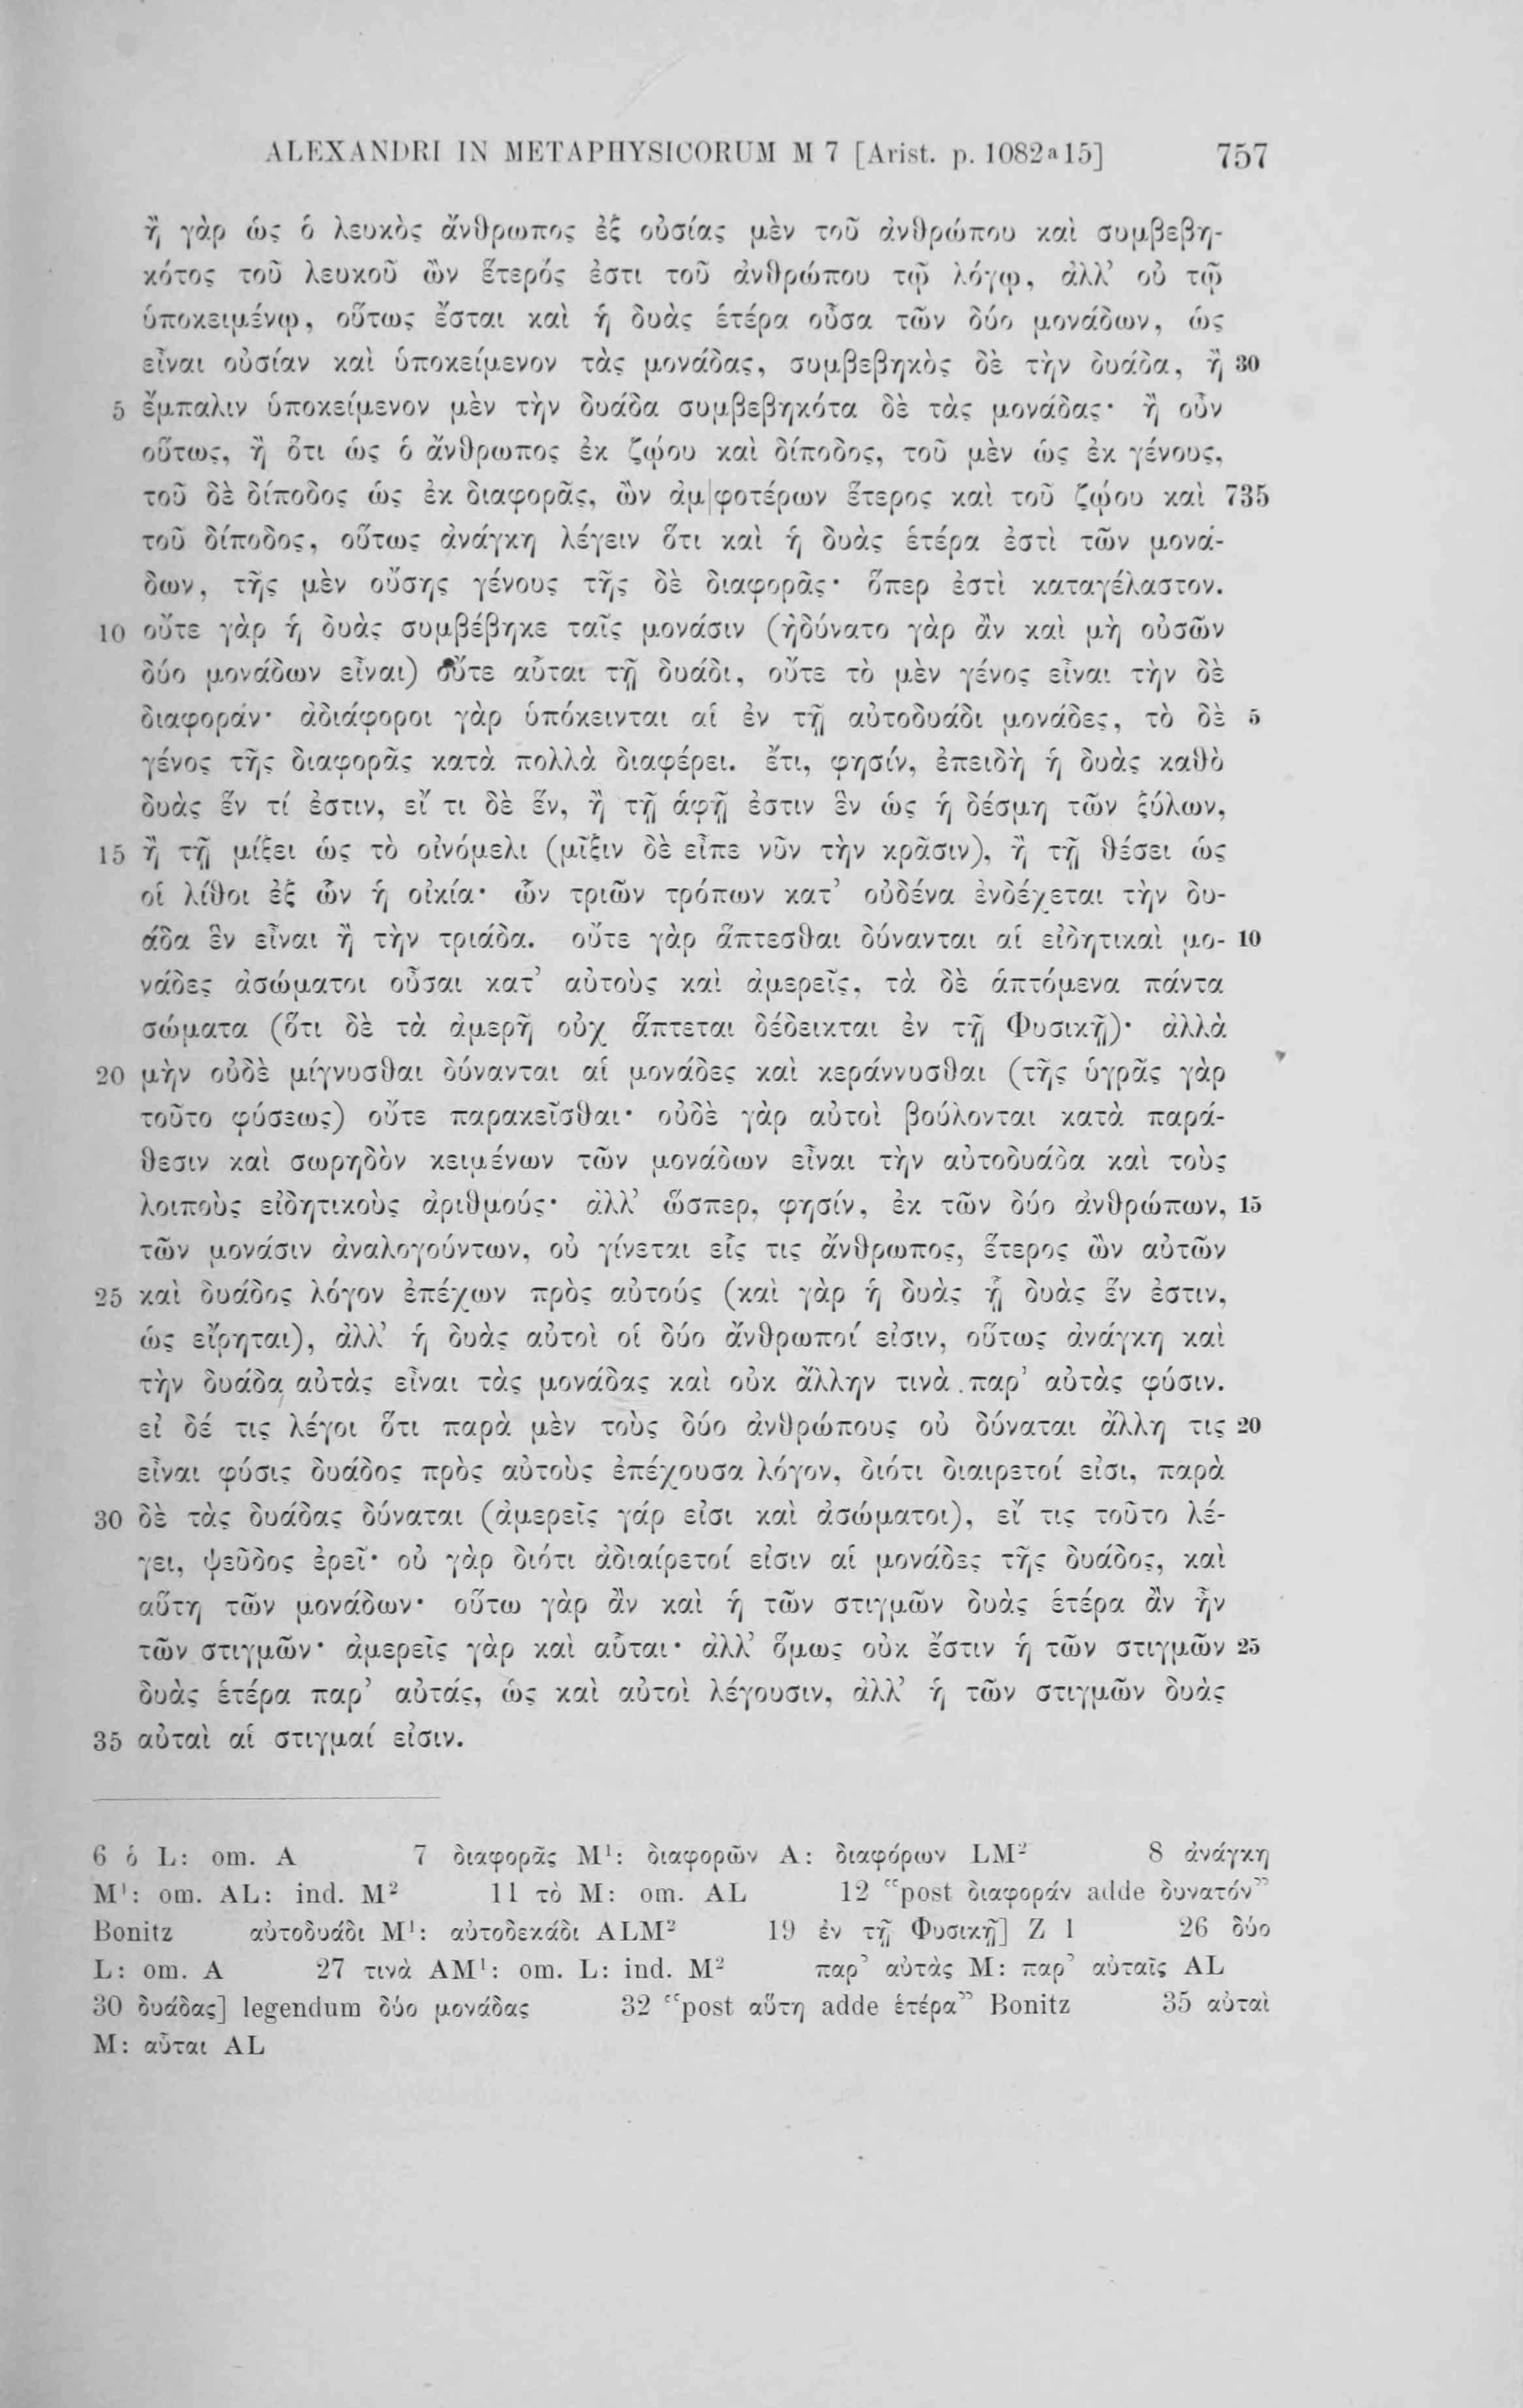 ALEXANDRI IN METAPHYSICORUM M 7 [Arist. p. 1082ᵃ15] 757
ἢ γὰρ ὡς ὁ λευκὸς ἄνθρωπος ἐξ οὐσίας μὲν τοῦ ἀνθρώπου καὶ συμβεβη-
κότος τοῦ λευκοῦ ὢν ἕτερός ἐστι τοῦ ἀνθρώπου τῷ λόγῳ, ἀλλ᾽ οὐ τῷ
ὑποκειμένῳ, οὕτως ἔσται καὶ ἡ δυὰς ἑτέρα οὖσα τῶν δύο μονάδων, ὡς
εἶναι οὐσίαν καὶ ὑποκείμενον τὰς μονάδας, συμβεβηκὸς δὲ τὴν δυάδα, ἢ 30
5 ἔμπαλιν ὑποκείμενον μὲν τὴν δυάδα συμβεβηκότα δὲ τὰς μονάδας· ἢ οὖν
οὕτως, ἢ ὅτι ὡς ὁ ἄνθρωπος ἐκ ζῴου καὶ δίποδος, τοῦ μὲν ὡς ἐκ γένους,
τοῦ δὲ δίποδος ὡς ἐκ διαφορᾶς, ὢν ἀμ|φοτέρων ἕτερος καὶ τοῦ ζῴου καὶ 735
τοῦ δίποδος, οὕτως ἀνάγκη λέγειν ὅτι καὶ ἡ δυὰς ἑτέρα ἐστὶ τῶν μονά-
δων, τῆς μὲν οὔσης γένους τῆς δὲ διαφορᾶς· ὅπερ ἐστὶ καταγέλαστον.
10 οὔτε γὰρ ἡ δυὰς συμβέβηκε ταῖς μονάσιν (ἠδύνατο γὰρ ἂν καὶ μὴ οὐσῶν
δύο μονάδων εἶναι) οὔτε αὗται τῇ δυάδι, οὔτε τὸ μὲν γένος εἶναι τὴν δὲ
διαφοράν· ἀδιάφοροι γὰρ ὑπόκεινται αἱ ἐν τῇ αὐτοδυάδι μονάδες, τὸ δὲ 5
γένος τῆς διαφορᾶς κατὰ πολλὰ διαφέρει. ἔτι, φησίν, ἐπειδὴ ἡ δυὰς καθὸ
δυὰς ἕν τί ἐστιν, εἴ τι δὲ ἕν, ἢ τῇ ἁφῇ ἐστιν ἓν ὡς ἡ δέσμη τῶν ξύλων,
15 ἢ τῇ μίξει ὡς τὸ οἰνόμελι (μῖξιν δὲ εἶπε νῦν τὴν κρᾶσιν), ἢ τῇ θέσει ὡς
οἱ λίθοι ἐξ ὧν ἡ οἰκία· ὧν τριῶν τρόπων κατ᾽ οὐδένα ἐνδέχεται τὴν δυ-
άδα ἓν εἶναι ἢ τὴν τριάδα. οὔτε γὰρ ἅπτεσθαι δύνανται αἱ εἰδητικαὶ μο- 10
νάδες ἀσώματοι οὖσαι κατ᾽ αὐτοὺς καὶ ἀμερεῖς, τὰ δὲ ἁπτόμενα πάντα
σώματα (ὅτι δὲ τὰ ἀμερῆ οὐχ ἅπτεται δέδεικται ἐν τῇ Φυσικῇ)· ἀλλὰ
20 μὴν οὐδὲ μίγνυσθαι δύνανται αἱ μονάδες καὶ κεράννυσθαι (τῆς ὑγρᾶς γὰρ
τοῦτο φύσεως) οὔτε παρακεῖσθαι· οὐδὲ γὰρ αὐτοὶ βούλονται κατὰ παρά-
θεσιν καὶ σωρηδὸν κειμένων τῶν μονάδων εἶναι τὴν αὐτοδυάδα καὶ τοὺς
λοιποὺς εἰδητικοὺς ἀριθμούς· ἀλλ᾽ ὥσπερ, φησίν, ἐκ τῶν δύο ἀνθρώπων, 15
τῶν μονάσιν ἀναλογούντων, οὐ γίνεται εἷς τις ἄνθρωπος, ἕτερος ὢν αὐτῶν
25 καὶ δυάδος λόγον ἐπέχων πρὸς αὐτούς (καὶ γὰρ ἡ δυὰς ᾗ δυὰς ἕν ἐστιν,
ὡς εἴρηται), ἀλλ᾽ ἡ δυὰς αὐτοὶ οἱ δύο ἄνθρωποί εἰσιν, οὕτως ἀνάγκη καὶ
τὴν δυάδα αὐτὰς εἶναι τὰς μονάδας καὶ οὐκ ἄλλην τινὰ παρ᾽ αὐτὰς φύσιν.
εἰ δέ τις λέγοι ὅτι παρὰ μὲν τοὺς δύο ἀνθρώπους οὐ δύναται ἄλλη τις 20
εἶναι φύσις δυάδος πρὸς αὐτοὺς ἐπέχουσα λόγον, διότι διαιρετοί εἰσι, παρὰ
30 δὲ τὰς δυάδας δύναται (ἀμερεῖς γάρ εἰσι καὶ ἀσώματοι), εἴ τις τοῦτο λέ-
γει, ψεῦδος ἐρεῖ· οὐ γὰρ διότι ἀδιαίρετοί εἰσιν αἱ μονάδες τῆς δυάδος, καὶ
αὕτη τῶν μονάδων· οὕτω γὰρ ἂν καὶ ἡ τῶν στιγμῶν δυὰς ἑτέρα ἂν ἦν
τῶν στιγμῶν· ἀμερεῖς γὰρ καὶ αὗται· ἀλλ᾽ ὅμως οὐκ ἔστιν ἡ τῶν στιγμῶν 25
δυὰς ἑτέρα παρ᾽ αὐτάς, ὡς καὶ αὐτοὶ λέγουσιν, ἀλλ᾽ ἡ τῶν στιγμῶν δυὰς
35 αὐταὶ αἱ στιγμαί εἰσιν.
6 ὁ L: om. A 7 διαφορᾶς M¹: διαφορῶν A: διαφόρων LM² 8 ἀνάγκη
M¹: om. AL: ind. M² 11 τὸ M: om. AL 12 “post διαφοράν adde δυνατόν”
Bonitz αὐτοδυάδι M¹: αὐτοδεκάδι ALM² 19 ἐν τῇ Φυσικῇ] Z 1 26 δύο
L: om. A 27 τινὰ AM¹: om. L: ind. M² παρ᾽ αὐτὰς M: παρ᾽ αὐταῖς AL
30 δυάδας] legendum δύο μονάδας 32 “post αὕτη adde ἑτέρα” Bonitz 35 αὐταὶ
M: αὗται AL